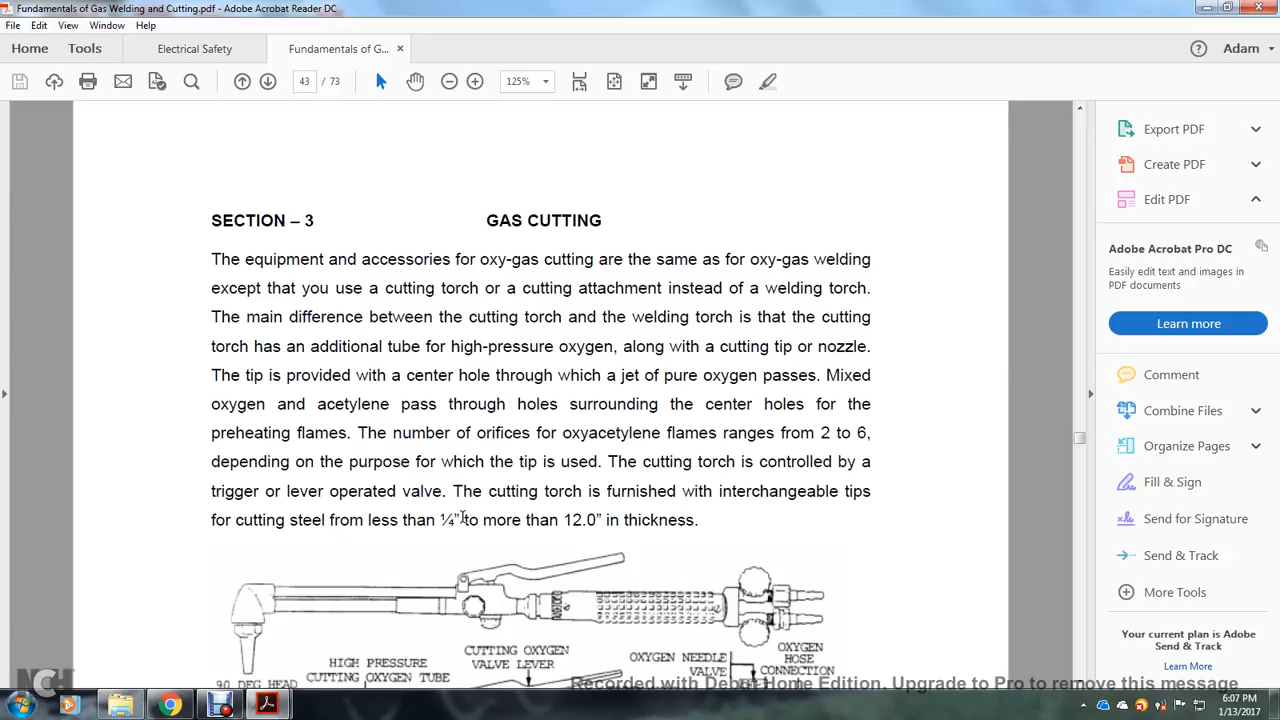 Fundamentals of Gas Welding and Cutting.pdf - Adobe Acrobat Reader DC
File Edit View Window Help
Home Tools Electrical Safety Fundamentals of G... × Adam
43 / 73 125%
SECTION – 3 GAS CUTTING
The equipment and accessories for oxy-gas cutting are the same as for oxy-gas welding
except that you use a cutting torch or a cutting attachment instead of a welding torch.
The main difference between the cutting torch and the welding torch is that the cutting
torch has an additional tube for high-pressure oxygen, along with a cutting tip or nozzle.
The tip is provided with a center hole through which a jet of pure oxygen passes. Mixed
oxygen and acetylene pass through holes surrounding the center holes for the
preheating flames. The number of orifices for oxyacetylene flames ranges from 2 to 6,
depending on the purpose for which the tip is used. The cutting torch is controlled by a
trigger or lever operated valve. The cutting torch is furnished with interchangeable tips
for cutting steel from less than ¼” to more than 12.0” in thickness.
CUTTING OXYGEN
VALVE LEVER
HIGH PRESSURE
CUTTING OXYGEN TUBE
90 DEG HEAD
OXYGEN NEEDLE
VALVE
OXYGEN
HOSE
CONNECTION
Export PDF
Create PDF
Edit PDF
Adobe Acrobat Pro DC
Easily edit text and images in
PDF documents
Learn more
Comment
Combine Files
Organize Pages
Fill & Sign
Send for Signature
Send & Track
More Tools
Your current plan is Adobe
Send & Track
Learn More
NCH
Recorded with Debut Home Edition. Upgrade to Pro to remove this message
6:07 PM
1/13/2017